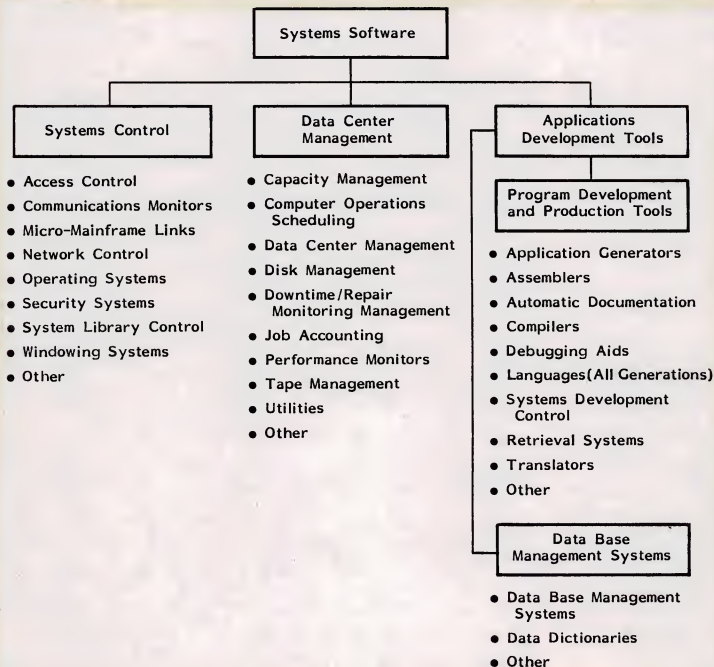 Systems Software
Systems Control
• Access Control
• Communications Monitors
• Micro-Mainframe Links
• Network Control
• Operating Systems
• Security Systems
• System Library Control
• Windowing Systems
• Other
Data Center
Management
• Capacity Management
• Computer Operations
Scheduling
• Data Center Management
• Disk Management
• Downtime/Repair
Monitoring Management
• Job Accounting
• Performance Monitors
• Tape Management
• Utilities
• Other
Applications
Development Tools
Program Development
and Production Tools
• Application Generators
• Assemblers
• Automatic Documentation
• Compilers
• Debugging Aids
• Languages(All Generations)
• Systems Development
Control
• Retrieval Systems
• Translators
• Other
Data Base
Management Systems
• Data Base Management
Systems
• Data Dictionaries
• Other